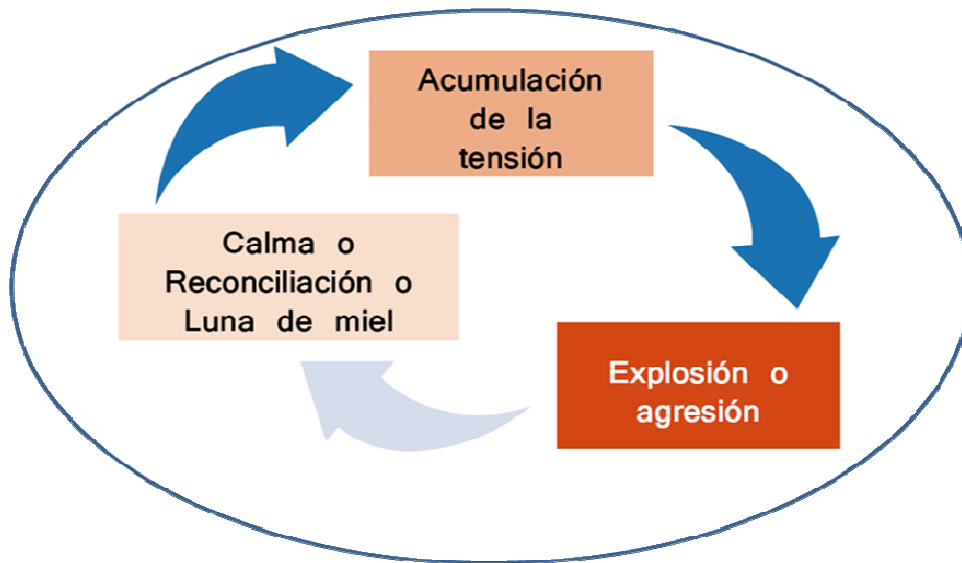 Acumulación
de la
tensión
Calma o
Reconciliación o
Luna de miel
Explosión o
agresión